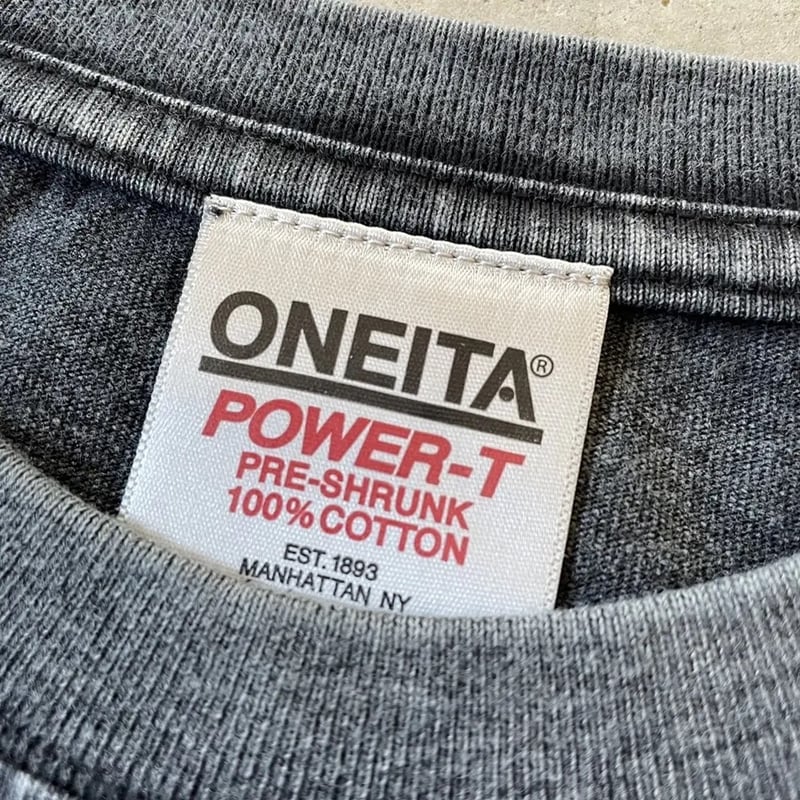 ONEITA®
POWER-T
PRE-SHRUNK
100% COTTON
EST. 1893
MANHATTAN NY